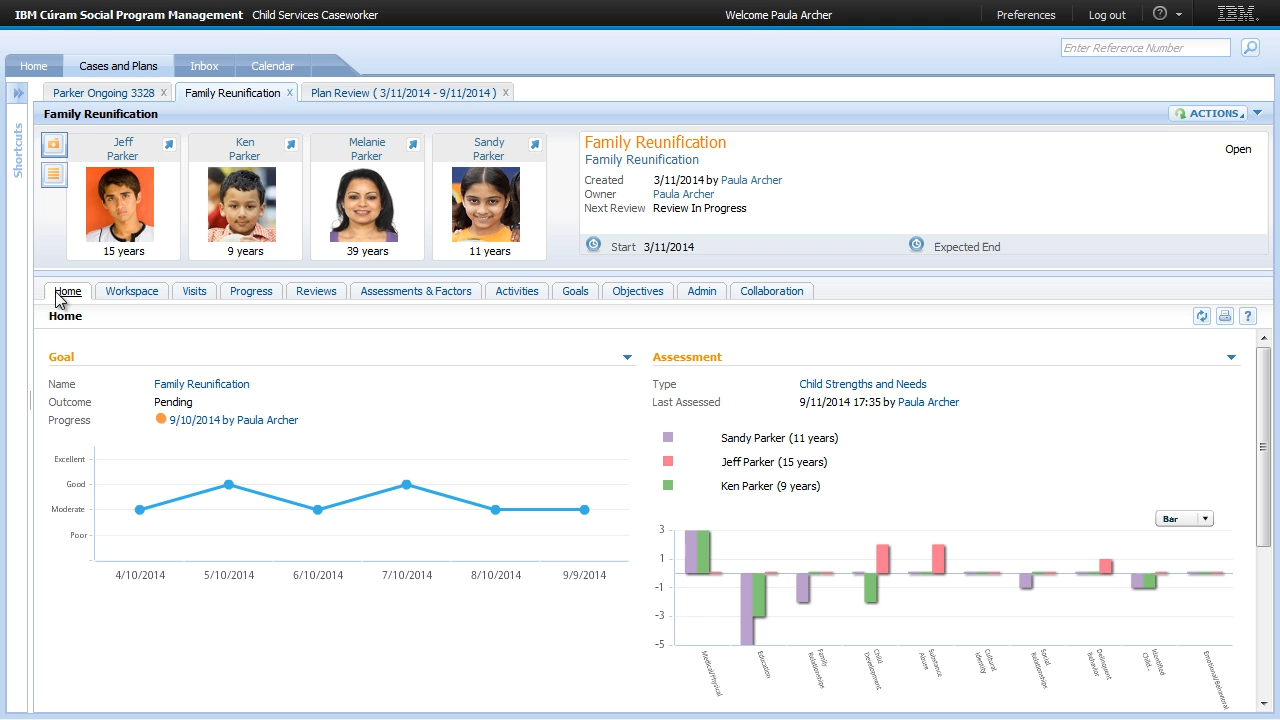 IBM Cúram Social Program Management Child Services Caseworker Welcome Paula Archer Preferences Log out ? IBM.
Enter Reference Number
Home Cases and Plans Inbox Calendar
Shortcuts
Parker Ongoing 3328 x Family Reunification x Plan Review ( 3/11/2014 - 9/11/2014 ) x
Family Reunification ACTIONS
Jeff Parker
15 years
Ken Parker
9 years
Melanie Parker
39 years
Sandy Parker
11 years
Family Reunification
Family Reunification
Open
Created 3/11/2014 by Paula Archer
Owner Paula Archer
Next Review Review In Progress
Start 3/11/2014 Expected End
Home Workspace Visits Progress Reviews Assessments & Factors Activities Goals Objectives Admin Collaboration
Home ?
Goal
Name Family Reunification
Outcome Pending
Progress 9/10/2014 by Paula Archer
Excellent
Good
Moderate
Poor
4/10/2014 5/10/2014 6/10/2014 7/10/2014 8/10/2014 9/9/2014
Assessment
Type Child Strengths and Needs
Last Assessed 9/11/2014 17:35 by Paula Archer
Sandy Parker (11 years)
Jeff Parker (15 years)
Ken Parker (9 years)
Bar
3
1
-1
-3
-5
Medical/Physical
Education
Family Relationships
Child Development
Substance Abuse
Cultural Identity
Social Relationships
Delinquent Behavior
Identified Child...
Emotional/Behavioral